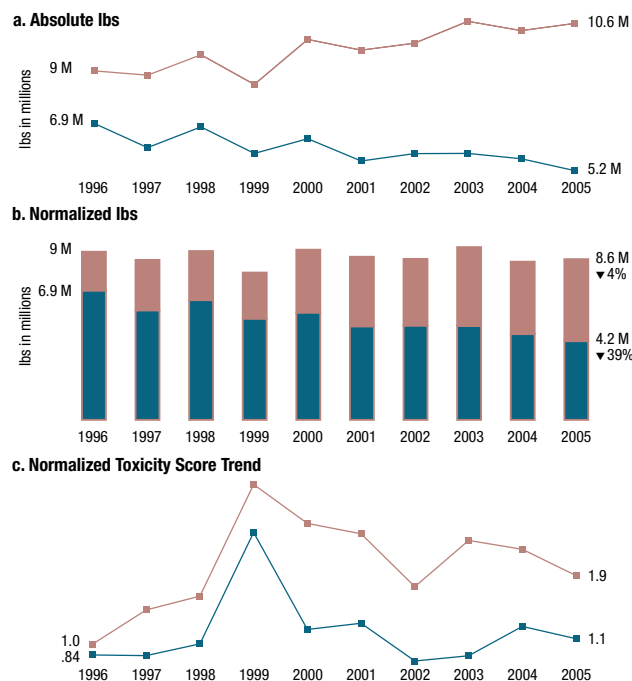 a. Absolute lbs
10.6 M
9 M
6.9 M
lbs in millions
5.2 M
1996 1997 1998 1999 2000 2001 2002 2003 2004 2005
b. Normalized lbs
9 M
8.6 M
▼4%
6.9 M
lbs in millions
4.2 M
▼39%
1996 1997 1998 1999 2000 2001 2002 2003 2004 2005
c. Normalized Toxicity Score Trend
1.9
1.0
.84
1.1
1996 1997 1998 1999 2000 2001 2002 2003 2004 2005